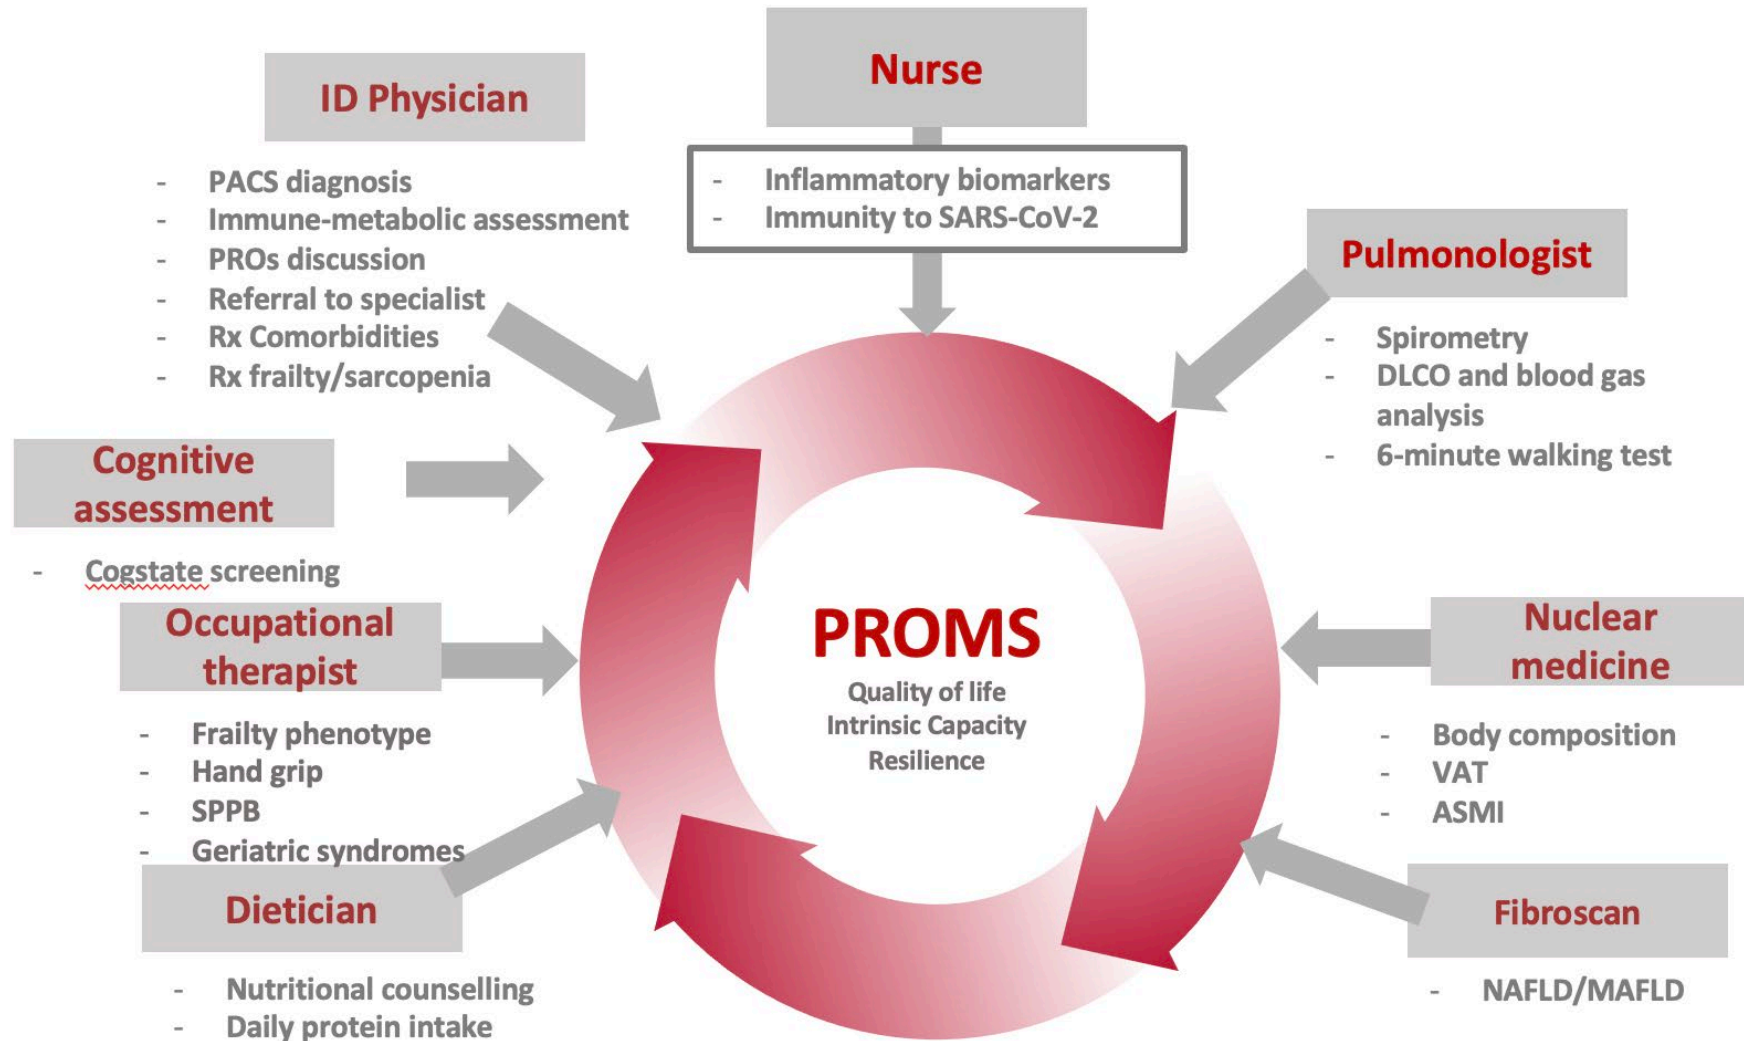 Nurse
- Inflammatory biomarkers
- Immunity to SARS-CoV-2
ID Physician
- PACS diagnosis
- Immune-metabolic assessment
- PROs discussion
- Referral to specialist
- Rx Comorbidities
- Rx frailty/sarcopenia
Pulmonologist
- Spirometry
- DLCO and blood gas
analysis
- 6-minute walking test
Cognitive
assessment
- Cogstate screening
Occupational
therapist
- Frailty phenotype
- Hand grip
- SPPB
- Geriatric syndromes
PROMS
Quality of life
Intrinsic Capacity
Resilience
Nuclear
medicine
- Body composition
- VAT
- ASMI
Dietician
- Nutritional counselling
- Daily protein intake
Fibroscan
- NAFLD/MAFLD